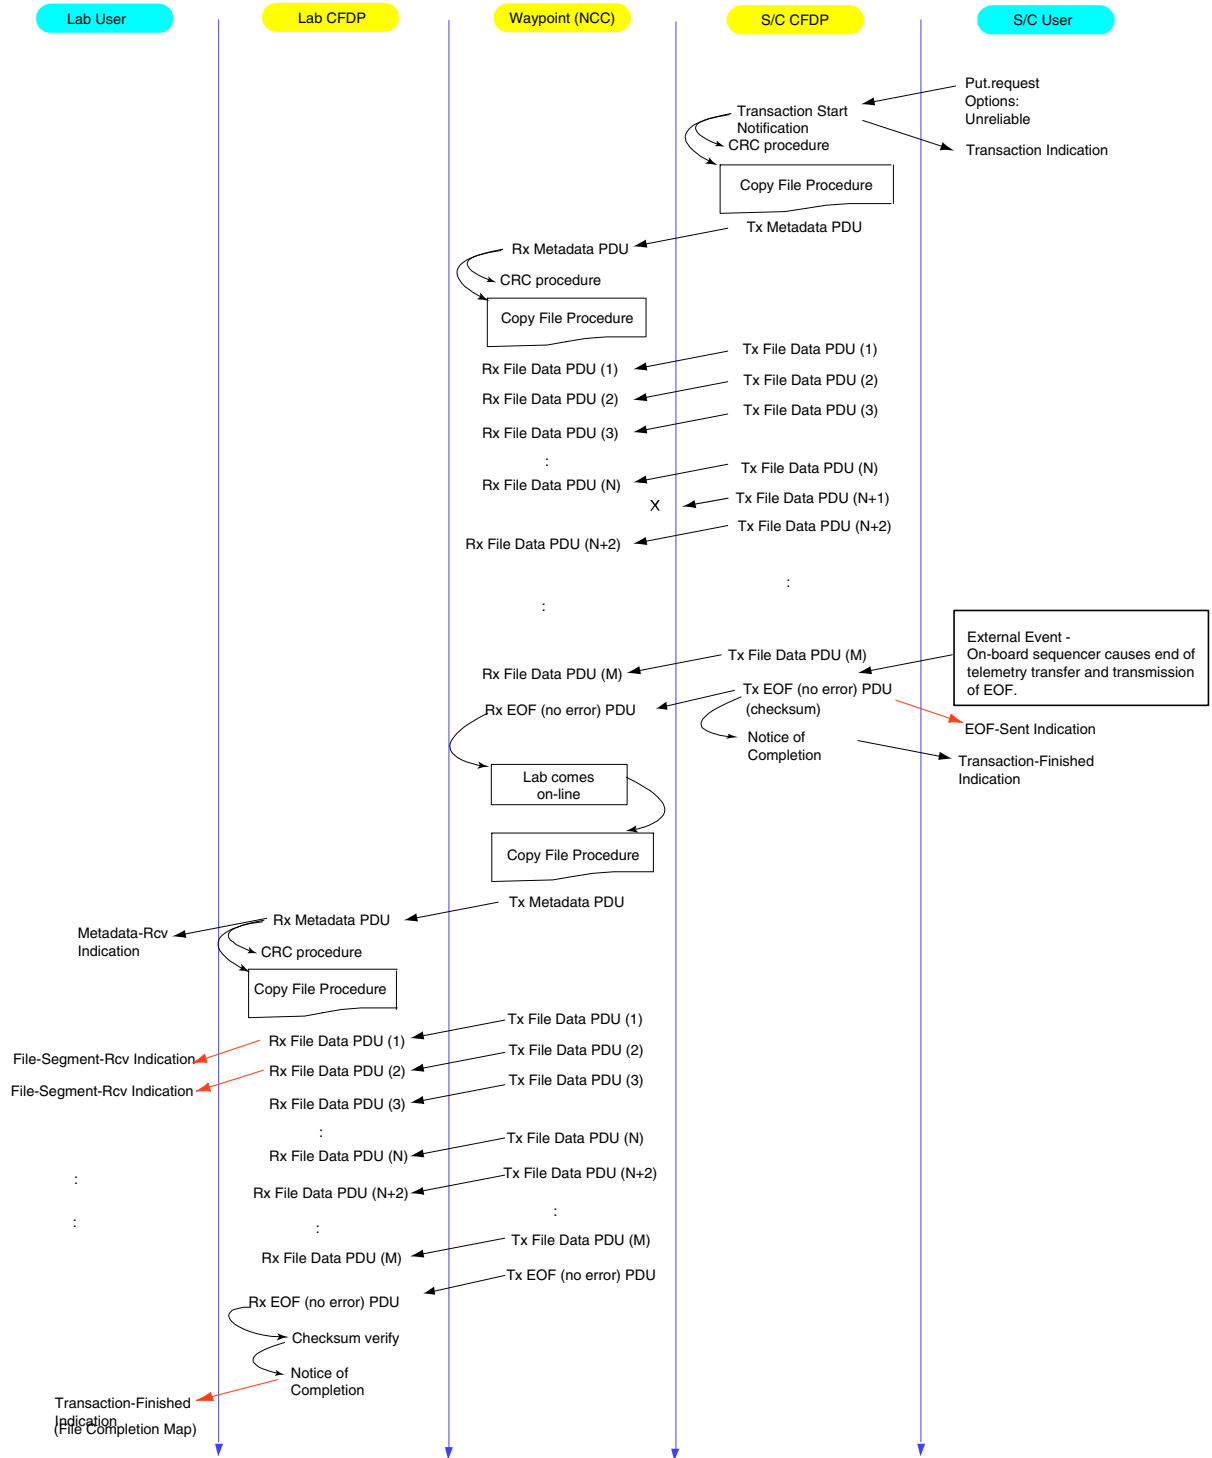 Lab User
Lab CFDP
Waypoint (NCC)
S/C CFDP
S/C User
Put.request
Options:
Unreliable
Transaction Start
Notification
CRC procedure
Transaction Indication
Copy File Procedure
Tx Metadata PDU
Rx Metadata PDU
CRC procedure
Copy File Procedure
Tx File Data PDU (1)
Rx File Data PDU (1)
Tx File Data PDU (2)
Rx File Data PDU (2)
Tx File Data PDU (3)
Rx File Data PDU (3)
:
Tx File Data PDU (N)
Rx File Data PDU (N)
Tx File Data PDU (N+1)
X
Tx File Data PDU (N+2)
Rx File Data PDU (N+2)
:
:
External Event -
On-board sequencer causes end of
telemetry transfer and transmission
of EOF.
Tx File Data PDU (M)
Rx File Data PDU (M)
Tx EOF (no error) PDU
(checksum)
Rx EOF (no error) PDU
EOF-Sent Indication
Notice of
Completion
Transaction-Finished
Indication
Lab comes
on-line
Copy File Procedure
Tx Metadata PDU
Rx Metadata PDU
Metadata-Rcv
Indication
CRC procedure
Copy File Procedure
Tx File Data PDU (1)
Rx File Data PDU (1)
File-Segment-Rcv Indication
Tx File Data PDU (2)
Rx File Data PDU (2)
File-Segment-Rcv Indication
Tx File Data PDU (3)
Rx File Data PDU (3)
:
Tx File Data PDU (N)
Rx File Data PDU (N)
Tx File Data PDU (N+2)
:
Rx File Data PDU (N+2)
:
:
:
Tx File Data PDU (M)
Rx File Data PDU (M)
Tx EOF (no error) PDU
Rx EOF (no error) PDU
Checksum verify
Notice of
Completion
Transaction-Finished
Indication
(File Completion Map)